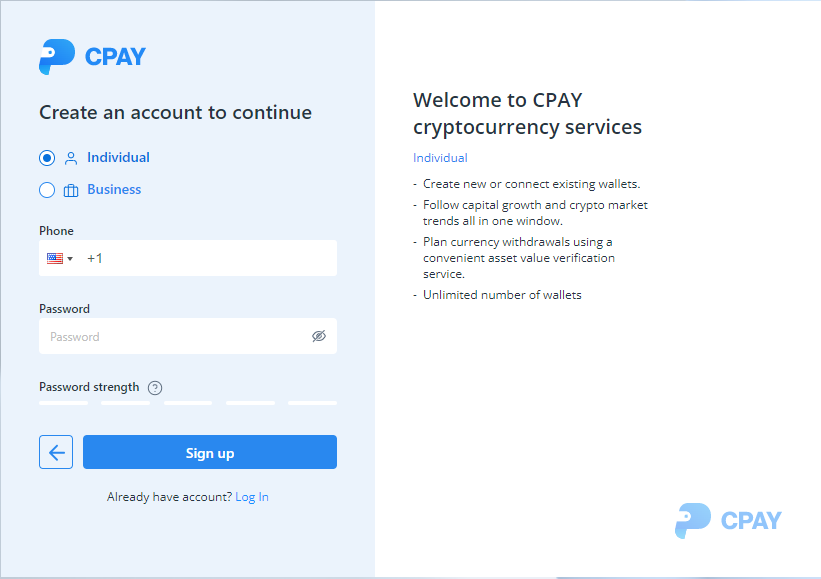 CPAY
Create an account to continue
Individual
Business
Phone
+1
Password
Password
Password strength ?
Sign up
Already have account? Log In
Welcome to CPAY
cryptocurrency services
Individual
- Create new or connect existing wallets.
- Follow capital growth and crypto market
trends all in one window.
- Plan currency withdrawals using a
convenient asset value verification
service.
- Unlimited number of wallets
CPAY